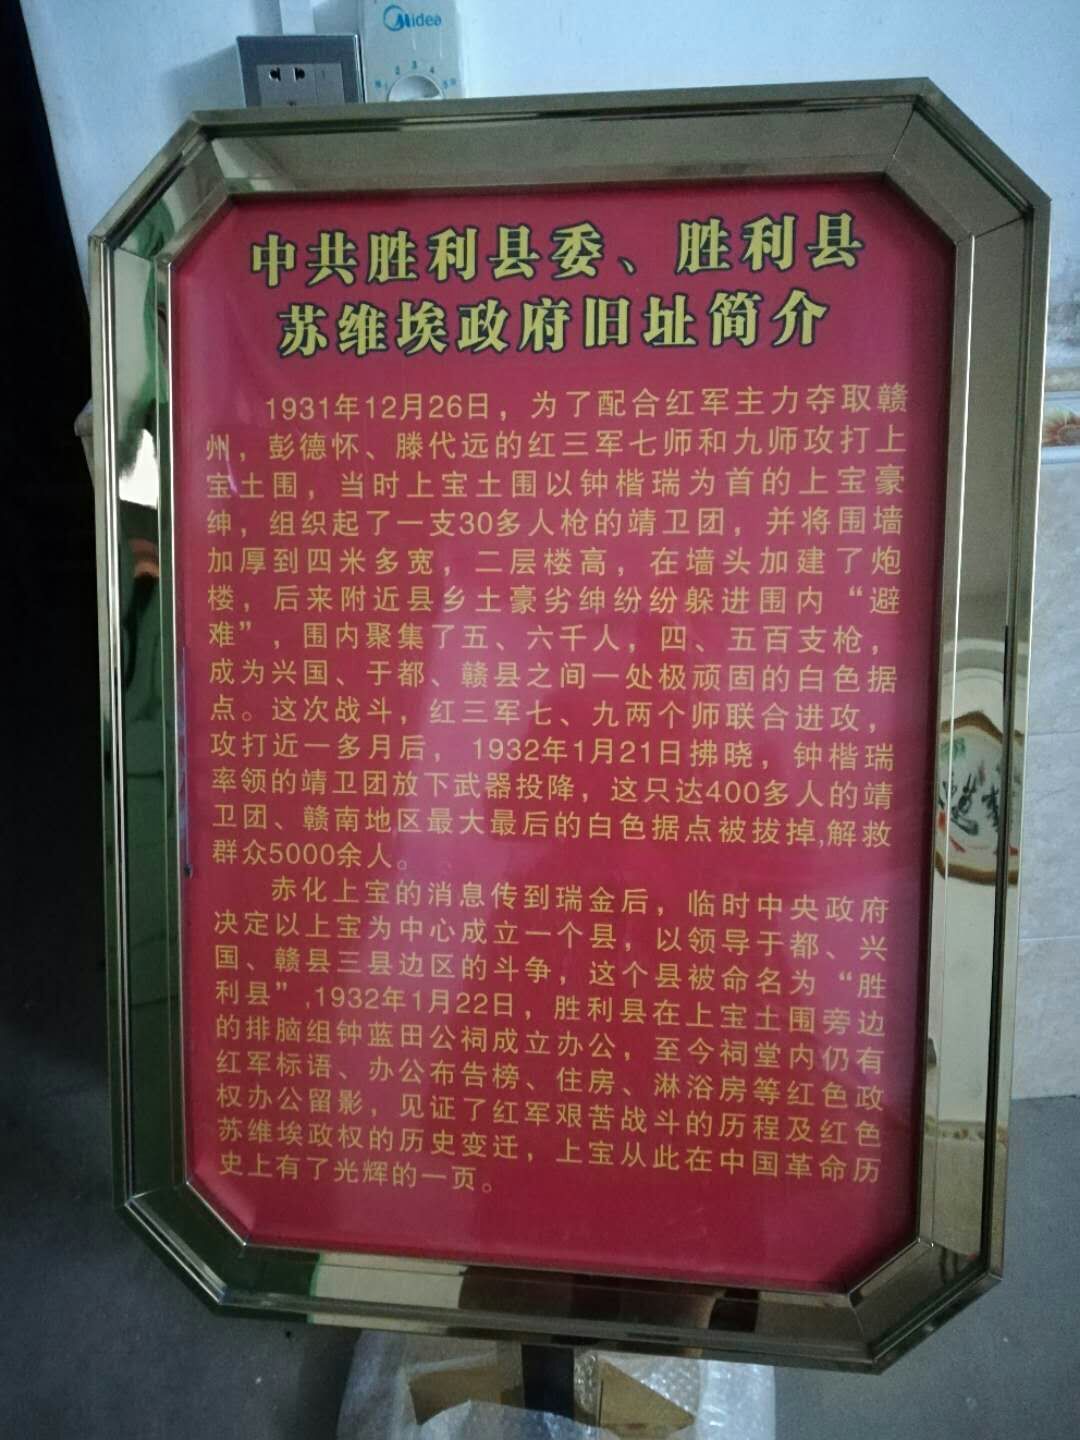 Midea
中共胜利县委、胜利县
苏维埃政府旧址简介
1931年12月26日，为了配合红军主力夺取赣
州，彭德怀、滕代远的红三军七师和九师攻打上
宝土围，当时上宝土围以钟楷瑞为首的上宝豪
绅，组织起了一支30多人枪的靖卫团，并将围墙
加厚到四米多宽，二层楼高，在墙头加建了炮
楼，后来附近县乡土豪劣绅纷纷躲进围内“避
难”，围内聚集了五、六千人，四、五百支枪，
成为兴国、于都、赣县之间一处极顽固的白色据
点。这次战斗，红三军七、九两个师联合进攻，
攻打近一多月后， 1932年1月21日拂晓，钟楷瑞
率领的靖卫团放下武器投降，这只达400多人的靖
卫团、赣南地区最大最后的白色据点被拔掉,解救
群众5000余人。
赤化上宝的消息传到瑞金后，临时中央政府
决定以上宝为中心成立一个县，以领导于都、兴
国、赣县三县边区的斗争，这个县被命名为“胜
利县”,1932年1月22日，胜利县在上宝土围旁边
的排脑组钟蓝田公祠成立办公，至今祠堂内仍有
红军标语、办公布告榜、住房、淋浴房等红色政
权办公留影，见证了红军艰苦战斗的历程及红色
苏维埃政权的历史变迁，上宝从此在中国革命历
史上有了光辉的一页。